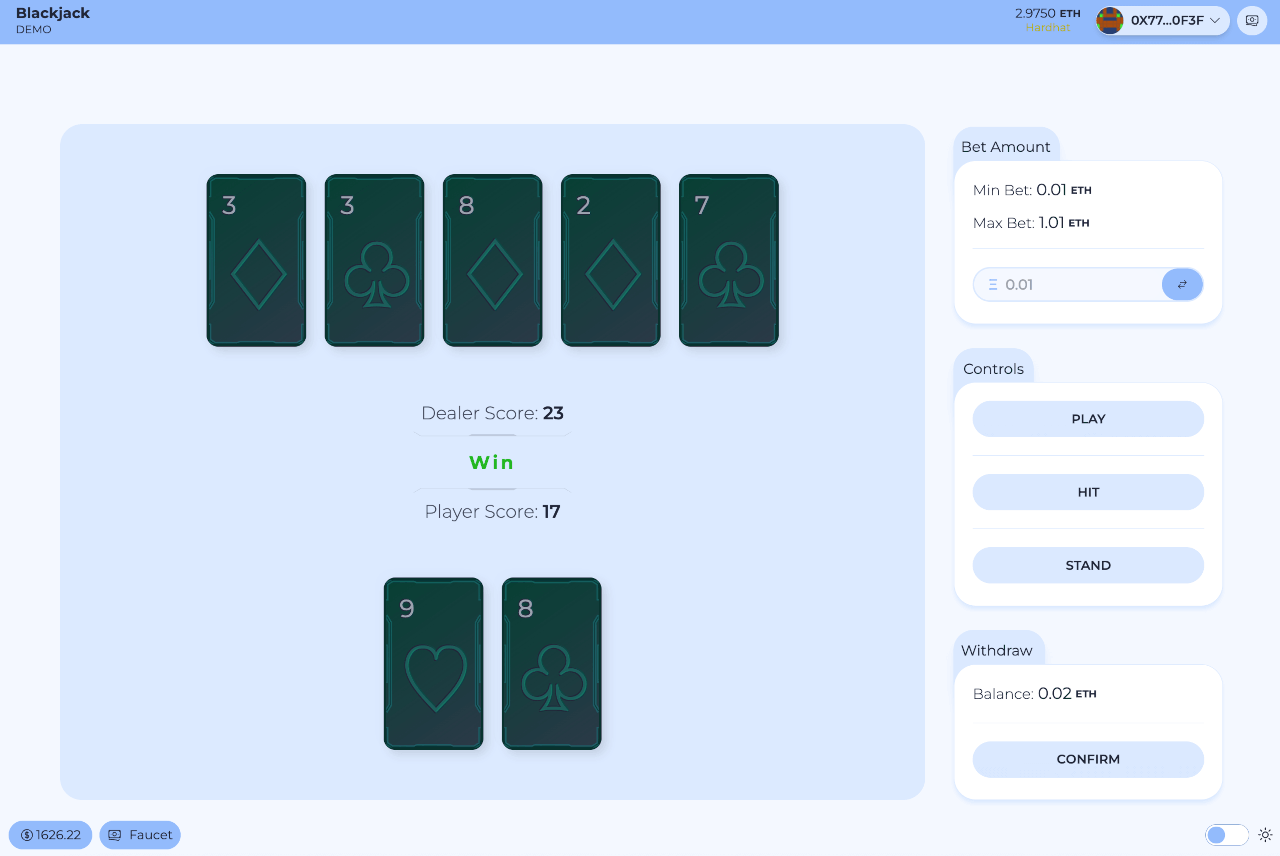 Blackjack
DEMO
2.9750 ETH
Hardhat
0X77...0F3F
3
3
8
2
7
Dealer Score: 23
Win
Player Score: 17
9
8
Bet Amount
Min Bet: 0.01 ETH
Max Bet: 1.01 ETH
Ξ 0.01
Controls
PLAY
HIT
STAND
Withdraw
Balance: 0.02 ETH
CONFIRM
$ 1626.22
Faucet